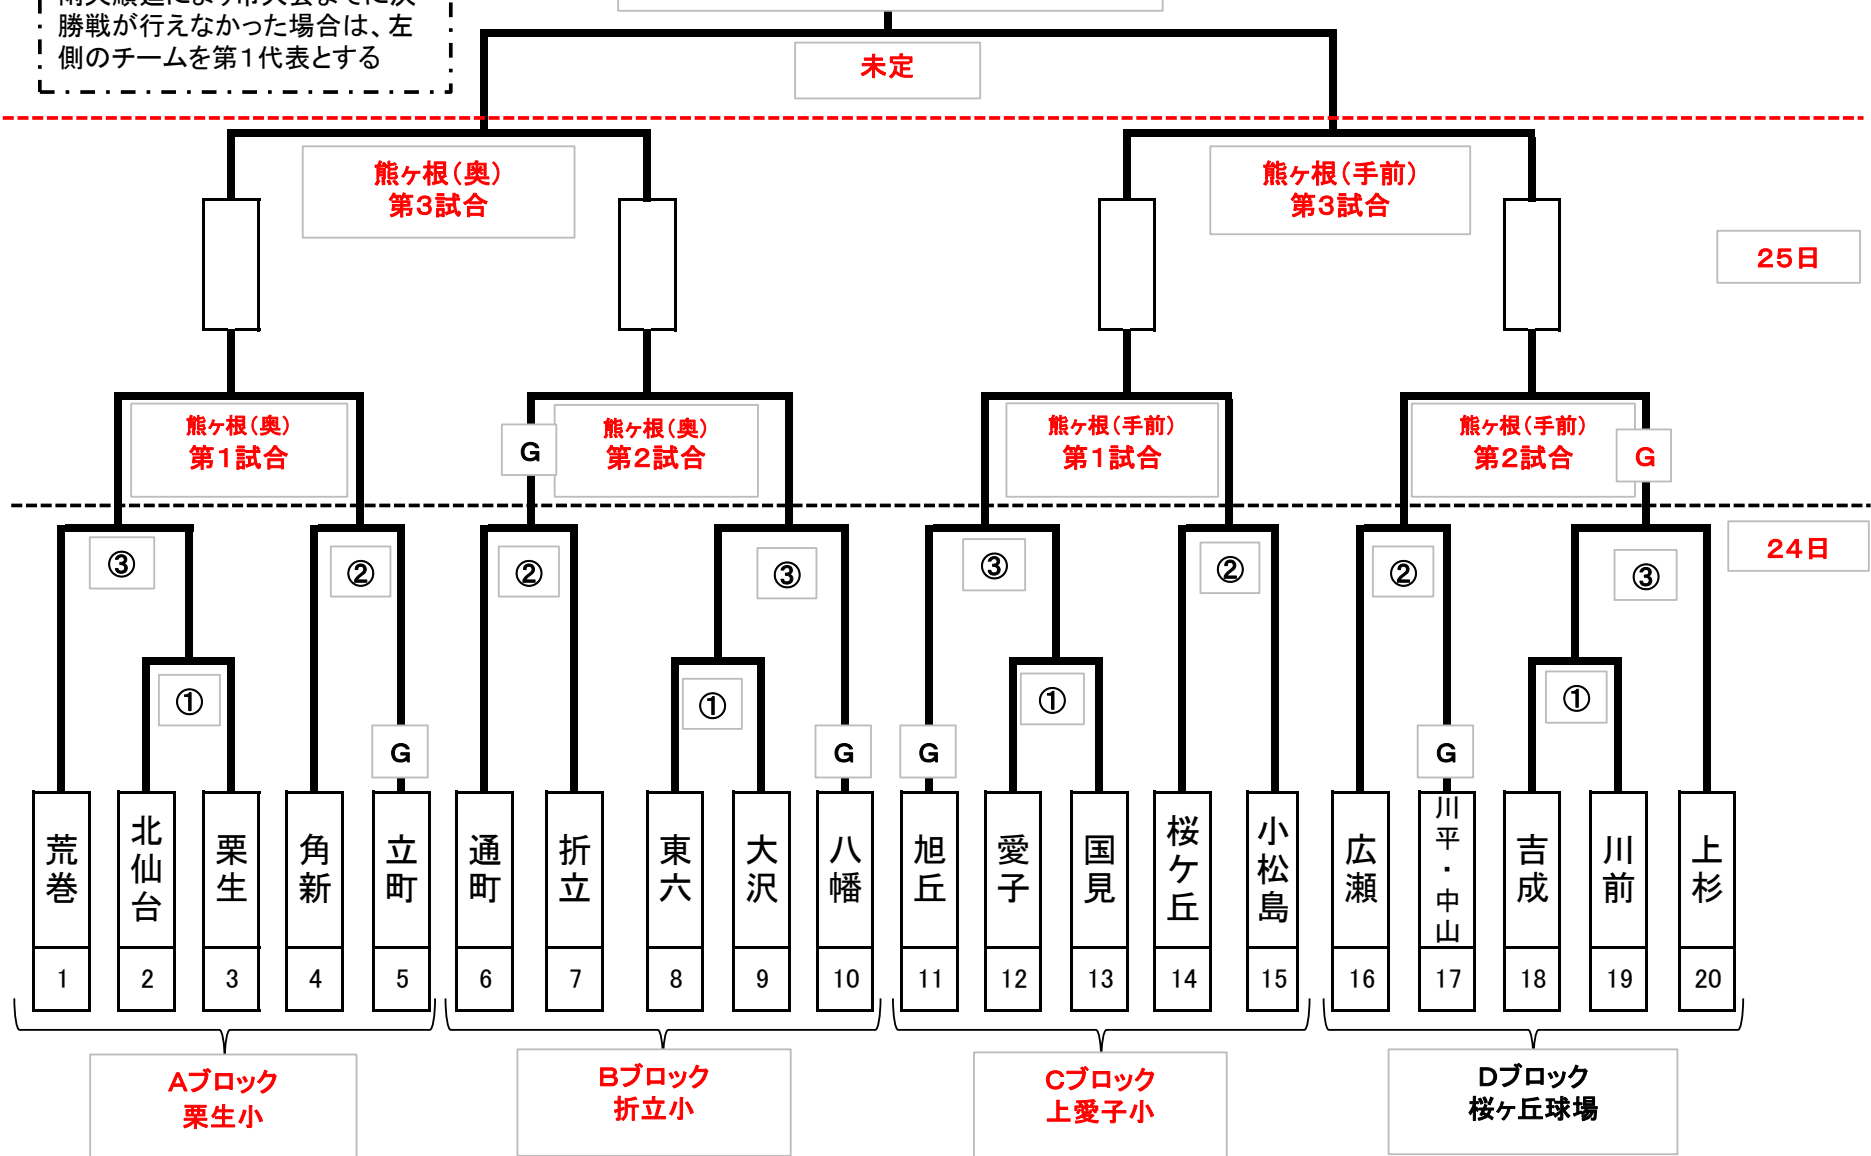 勝戦が行えなかった場合は、左
側のチームを第1代表とする
未定
熊ヶ根(奥)
第3試合
熊ヶ根(手前)
第3試合
25日
熊ヶ根(奥)
第1試合
G
熊ヶ根(奥)
第2試合
熊ヶ根(手前)
第1試合
熊ヶ根(手前)
第2試合
G
24日
③
②
②
③
③
②
②
③
①
①
①
①
G
G
G
G
荒巻
北仙台
栗生
角新
立町
通町
折立
東六
大沢
八幡
旭丘
愛子
国見
桜ケ丘
小松島
広瀬
川平・中山
吉成
川前
上杉
1
2
3
4
5
6
7
8
9
10
11
12
13
14
15
16
17
18
19
20
Aブロック
栗生小
Bブロック
折立小
Cブロック
上愛子小
Dブロック
桜ヶ丘球場